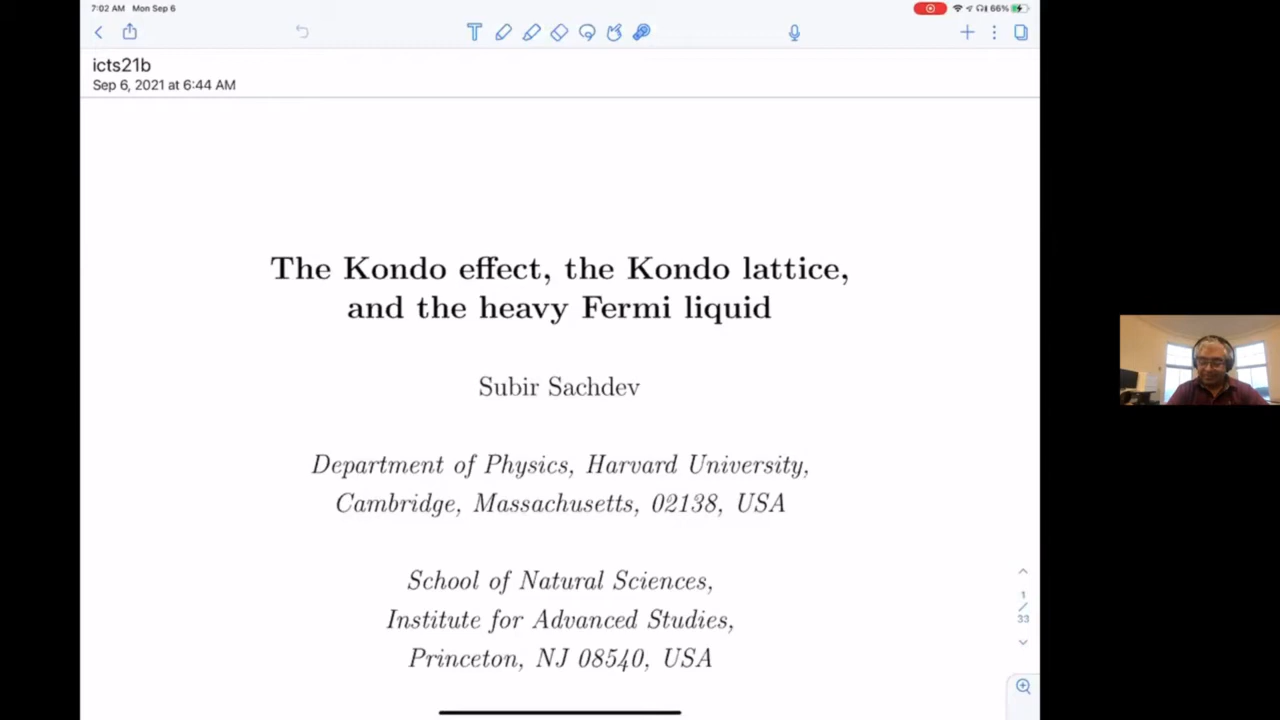 7:02 AM Mon Sep 6
66%
T
icts21b
Sep 6, 2021 at 6:44 AM
The Kondo effect, the Kondo lattice,
and the heavy Fermi liquid
Subir Sachdev
Department of Physics, Harvard University,
Cambridge, Massachusetts, 02138, USA
School of Natural Sciences,
Institute for Advanced Studies,
Princeton, NJ 08540, USA
1
/
33